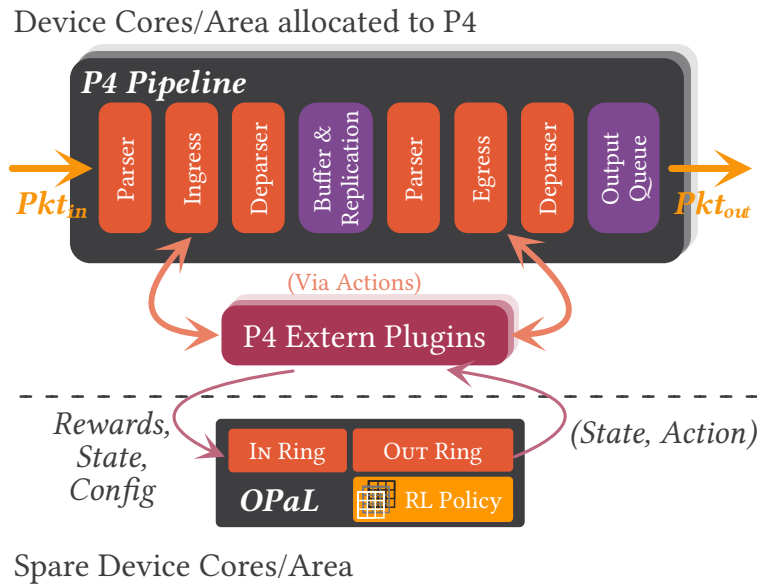 Device Cores/Area allocated to P4
P4 Pipeline
Parser
Ingress
Deparser
Buffer &
Replication
Parser
Egress
Deparser
Output
Queue
Pkt_in
Pkt_out
(Via Actions)
P4 Extern Plugins
Rewards,
State,
Config
(State, Action)
In Ring
Out Ring
OPaL
RL Policy
Spare Device Cores/Area